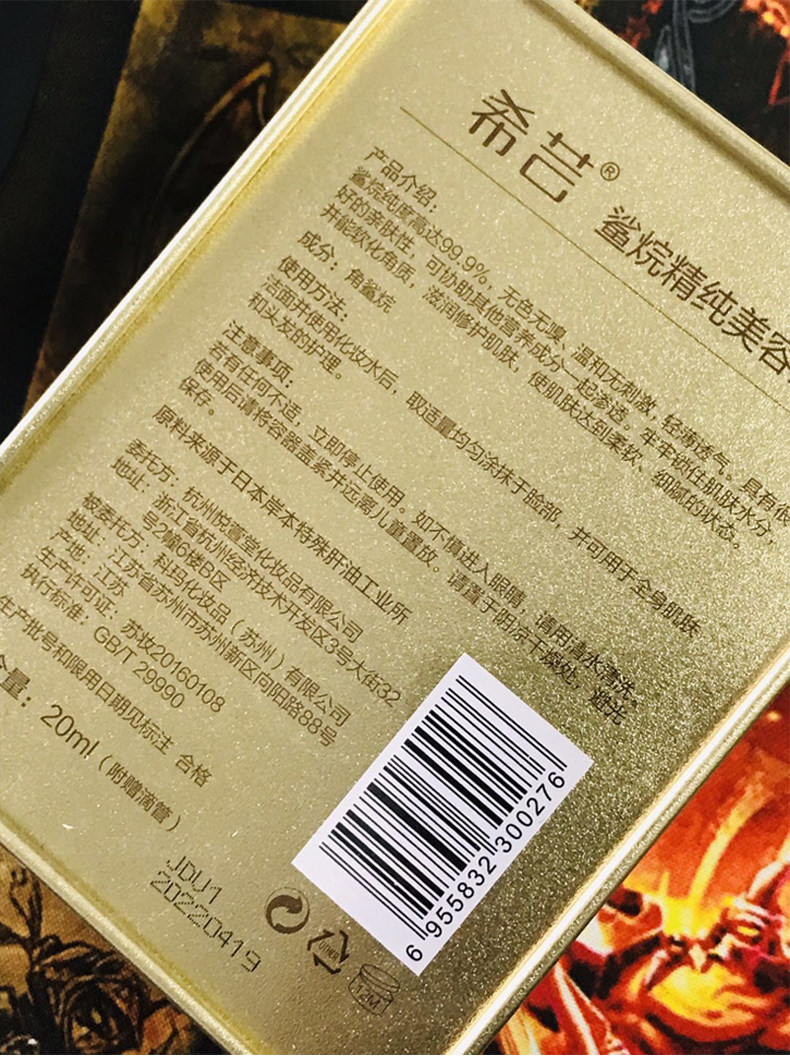 希芸®
鲨烷精纯美容
产品介绍：
鲨烷纯度高达99.9%，无色无嗅、温和无刺激，轻薄透气。具有很
好的亲肤性，可协助其他营养成分一起渗透。牢牢锁住肌肤水分，
并能软化角质，滋润修护肌肤，使肌肤达到柔软、细腻的状态。
成分：角鲨烷
使用方法：
洁面并使用化妆水后，取适量均匀涂抹于脸部，并可用于全身肌肤
和头发的护理。
注意事项：
若有任何不适，立即停止使用。如不慎进入眼睛，请用清水清洗。
使用后请将容器盖紧并远离儿童置放。请置于阴凉干燥处，避光
保存。
原料来源于日本岸本特殊肝油工业所
委托方：杭州悦萱堂化妆品有限公司
地址：浙江省杭州经济技术开发区3号大街32
号2幢6楼B区
被委托方：科玛化妆品（苏州）有限公司
地址：江苏省苏州市苏州新区向阳路88号
产地：江苏
生产许可证：苏妆20160108
执行标准：GB/T 29990
生产批号和限用日期见标注 合格
含量：20ml（附赠滴管）
JDU1
20220419
12M
6 955832 300276